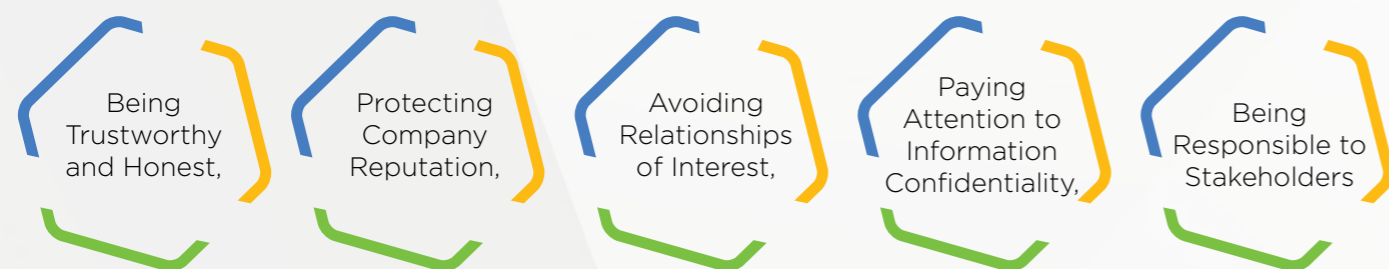 Being
Trustworthy
and Honest,
Protecting
Company
Reputation,
Avoiding
Relationships
of Interest,
Paying
Attention to
Information
Confidentiality,
Being
Responsible to
Stakeholders